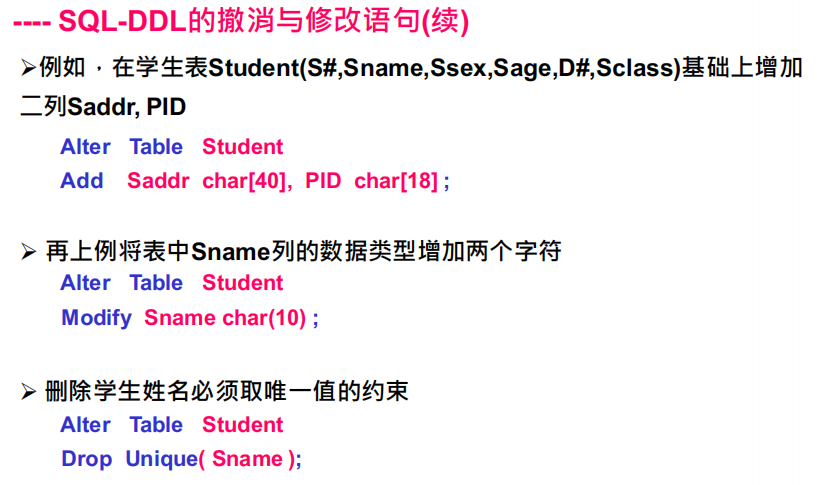 ---- SQL-DDL的撤消与修改语句(续)
➢例如，在学生表Student(S#,Sname,Ssex,Sage,D#,Sclass)基础上增加
二列Saddr, PID
Alter Table Student
Add Saddr char[40], PID char[18] ;
➢ 再上例将表中Sname列的数据类型增加两个字符
Alter Table Student
Modify Sname char(10) ;
➢ 删除学生姓名必须取唯一值的约束
Alter Table Student
Drop Unique( Sname );